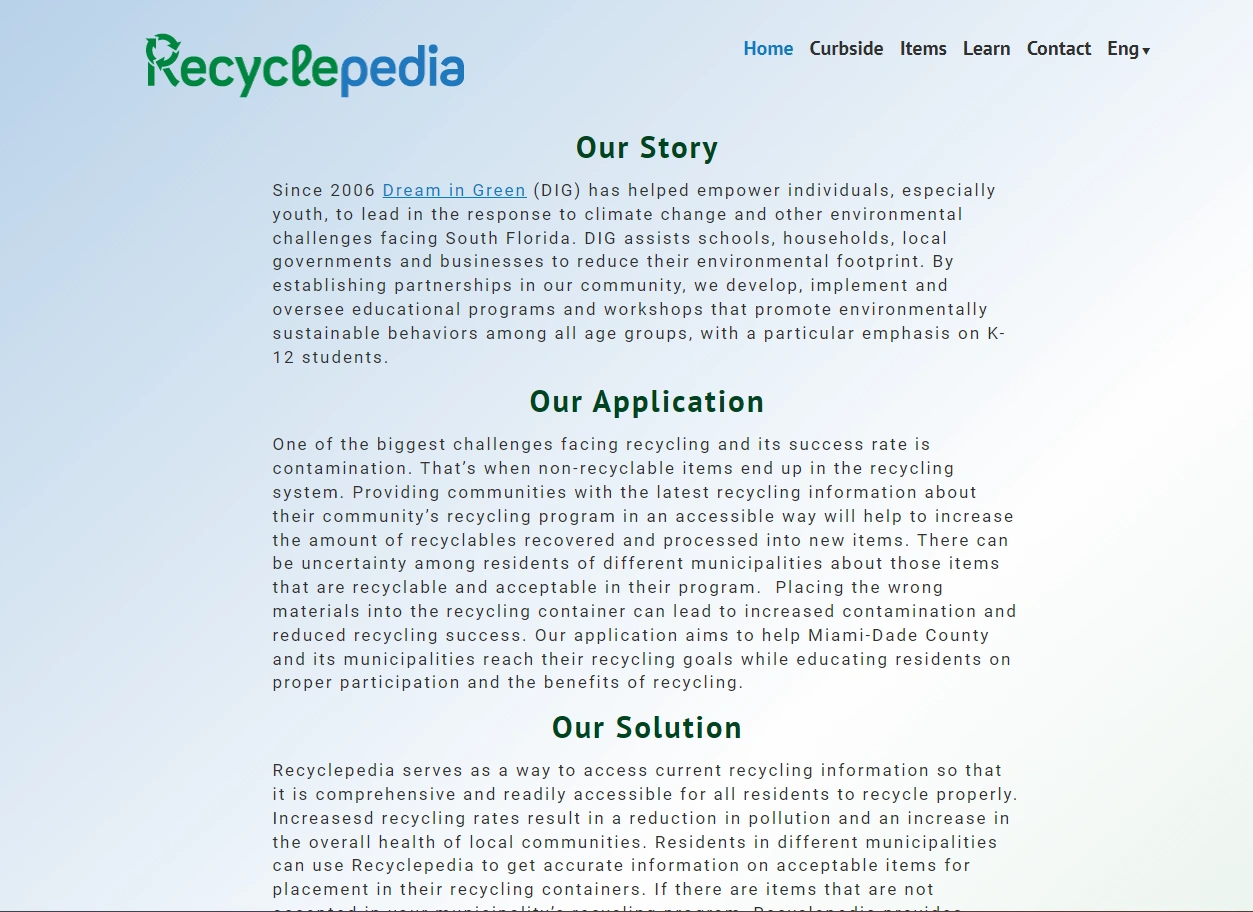 Recyclepedia
Home Curbside Items Learn Contact Eng ▾
Our Story
Since 2006 Dream in Green (DIG) has helped empower individuals, especially
youth, to lead in the response to climate change and other environmental
challenges facing South Florida. DIG assists schools, households, local
governments and businesses to reduce their environmental footprint. By
establishing partnerships in our community, we develop, implement and
oversee educational programs and workshops that promote environmentally
sustainable behaviors among all age groups, with a particular emphasis on K-
12 students.
Our Application
One of the biggest challenges facing recycling and its success rate is
contamination. That’s when non-recyclable items end up in the recycling
system. Providing communities with the latest recycling information about
their community’s recycling program in an accessible way will help to increase
the amount of recyclables recovered and processed into new items. There can
be uncertainty among residents of different municipalities about those items
that are recyclable and acceptable in their program.  Placing the wrong
materials into the recycling container can lead to increased contamination and
reduced recycling success. Our application aims to help Miami-Dade County
and its municipalities reach their recycling goals while educating residents on
proper participation and the benefits of recycling.
Our Solution
Recyclepedia serves as a way to access current recycling information so that
it is comprehensive and readily accessible for all residents to recycle properly.
Increasesd recycling rates result in a reduction in pollution and an increase in
the overall health of local communities. Residents in different municipalities
can use Recyclepedia to get accurate information on acceptable items for
placement in their recycling containers. If there are items that are not
accepted in your municipality’s recycling program, Recyclepedia provides